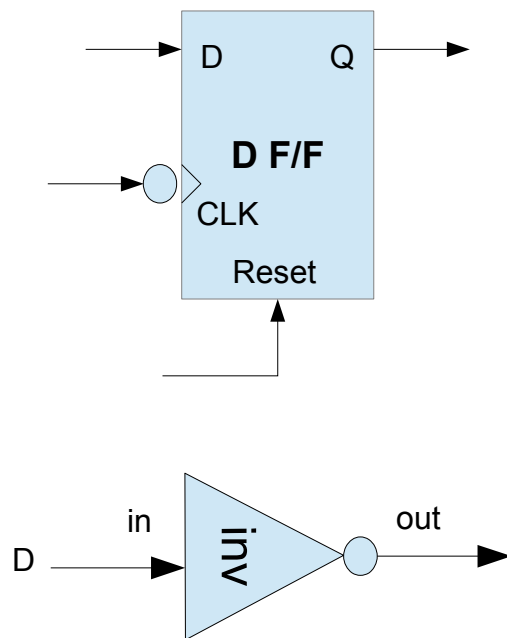 D Q
D F/F
CLK
Reset
in
out
D
inv